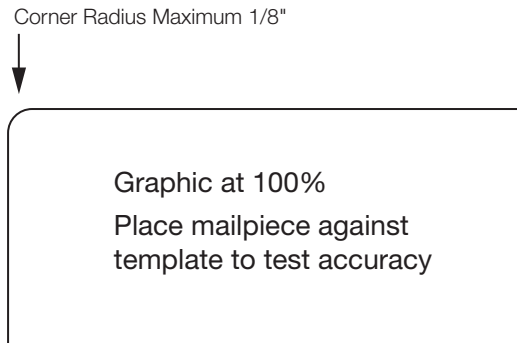 Corner Radius Maximum 1/8"
Graphic at 100%
Place mailpiece against
template to test accuracy